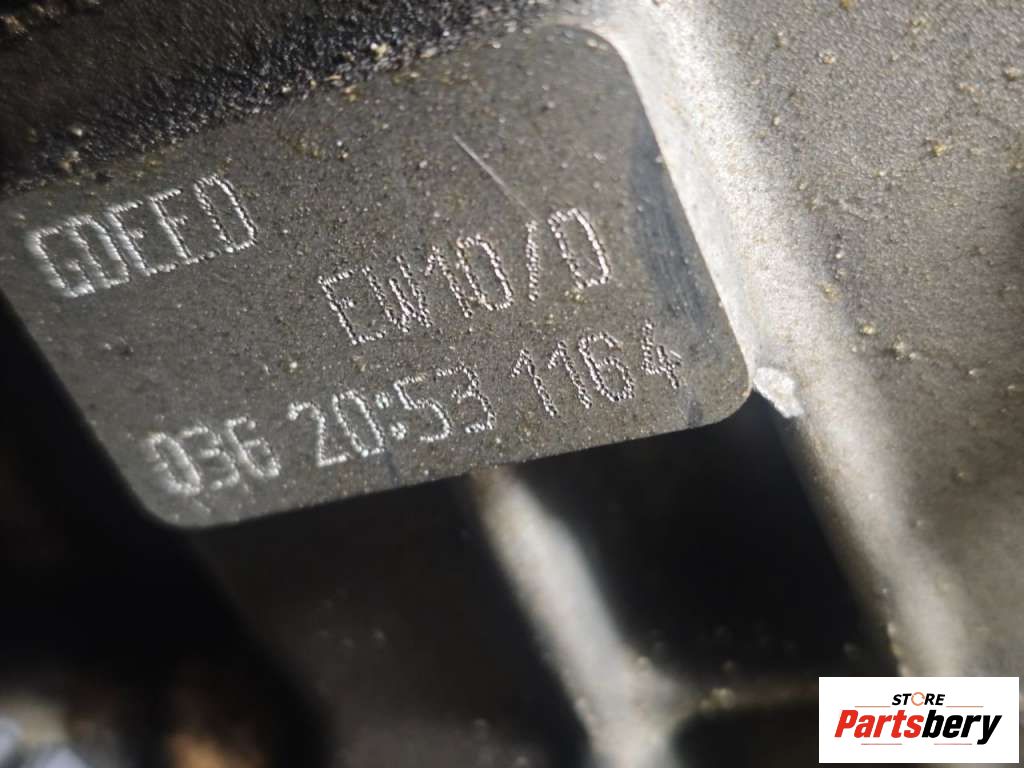 GDEED
EW10/D
036 20:53 1164
STORE
Partsbery